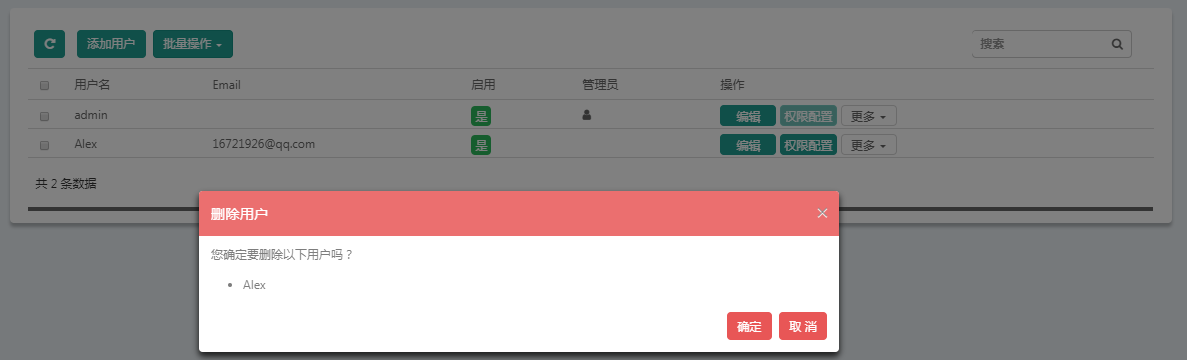 添加用户 批量操作 搜索
用户名 Email 启用 管理员 操作
admin 是 编辑 权限配置 更多
Alex 16721926@qq.com 是 编辑 权限配置 更多
共 2 条数据
删除用户 ×
您确定要删除以下用户吗？
• Alex
确定 取 消